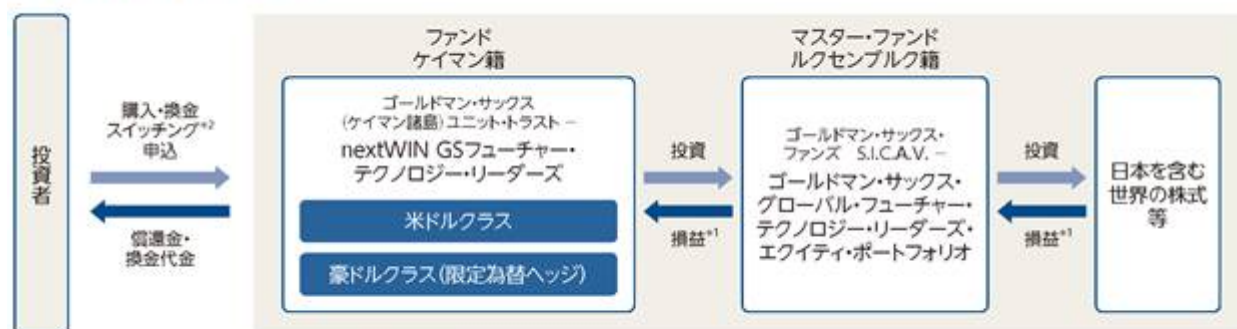 投資者
購入・換金
スイッチング*2
申込
償還金・
換金代金
ファンド
ケイマン籍
ゴールドマン・サックス
(ケイマン諸島)ユニット・トラスト －
nextWIN GSフューチャー・
テクノロジー・リーダーズ
米ドルクラス
豪ドルクラス(限定為替ヘッジ)
投資
損益*1
マスター・ファンド
ルクセンブルク籍
ゴールドマン・サックス・
ファンズ S.I.C.A.V. －
ゴールドマン・サックス・
グローバル・フューチャー・
テクノロジー・リーダーズ・
エクイティ・ポートフォリオ
投資
損益*1
日本を含む
世界の株式
等